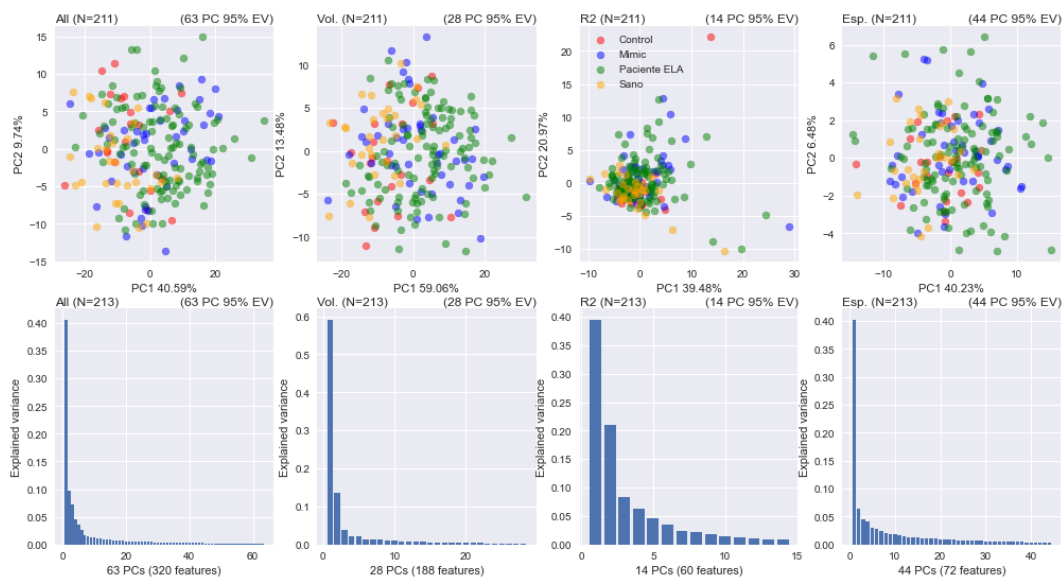 All (N=211) (63 PC 95% EV)
15
10
5
0
−5
−10
−15
PC2 9.74%
−20 0 20
PC1 40.59%
Vol. (N=211) (28 PC 95% EV)
10
5
0
−5
−10
PC2 13.48%
−20 0 20
PC1 59.06%
R2 (N=211) (14 PC 95% EV)
Control
Mimic
Paciente ELA
Sano
20
15
10
5
0
−5
−10
PC2 20.97%
−10 0 10 20 30
PC1 39.48%
Esp. (N=211) (44 PC 95% EV)
6
4
2
0
−2
−4
PC2 6.48%
−10 0 10
PC1 40.23%
All (N=213) (63 PC 95% EV)
0.40
0.35
0.30
0.25
0.20
0.15
0.10
0.05
0.00
Explained variance
0 20 40 60
63 PCs (320 features)
Vol. (N=213) (28 PC 95% EV)
0.6
0.5
0.4
0.3
0.2
0.1
0.0
Explained variance
0 10 20
28 PCs (188 features)
R2 (N=213) (14 PC 95% EV)
0.40
0.35
0.30
0.25
0.20
0.15
0.10
0.05
0.00
Explained variance
0 5 10 15
14 PCs (60 features)
Esp. (N=213) (44 PC 95% EV)
0.40
0.35
0.30
0.25
0.20
0.15
0.10
0.05
0.00
Explained variance
0 10 20 30 40
44 PCs (72 features)